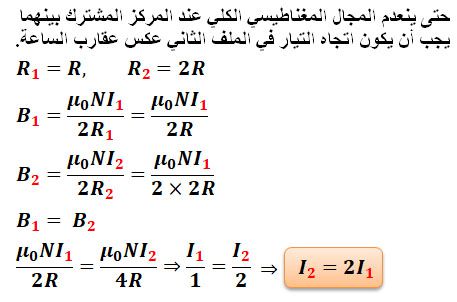 حتى ينعدم المجال المغناطيسي الكلي عند المركز المشترك بينهما
يجب أن يكون اتجاه التيار في الملف الثاني عكس عقارب الساعة.
R₁ = R, R₂ = 2R
B₁ = μ₀NI₁ / 2R₁ = μ₀NI₁ / 2R
B₂ = μ₀NI₂ / 2R₂ = μ₀NI₁ / 2 × 2R
B₁ = B₂
μ₀NI₁ / 2R = μ₀NI₂ / 4R ⇒ I₁ / 1 = I₂ / 2 ⇒ I₂ = 2I₁